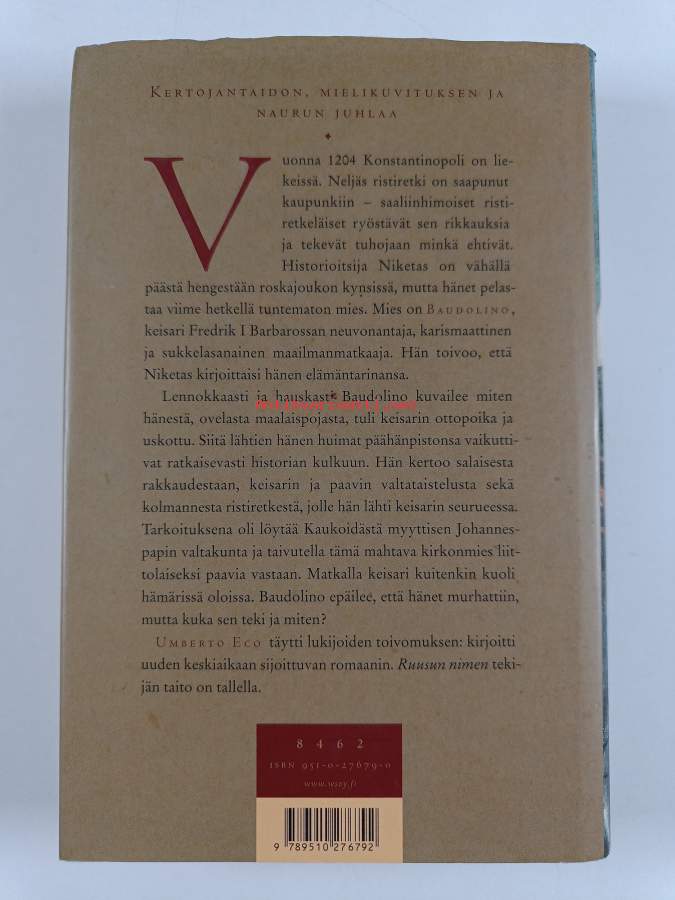 KERTOJANTAIDON, MIELIKUVITUKSEN JA
NAURUN JUHLAA
Vuonna 1204 Konstantinopoli on lie-
keissä. Neljäs ristiretki on saapunut
kaupunkiin – saaliinhimoiset risti-
retkeläiset ryöstävät sen rikkauksia
ja tekevät tuhojaan minkä ehtivät.
Historioitsija Niketas on vähällä
päästä hengestään roskajoukon kynsissä, mutta hänet pelas-
taa viime hetkellä tuntematon mies. Mies on BAUDOLINO,
keisari Fredrik I Barbarossan neuvonantaja, karismaattinen
ja sukkelasanainen maailmanmatkaaja. Hän toivoo, että
Niketas kirjoittaisi hänen elämäntarinansa.
Lennokkaasti ja hauskasti Baudolino kuvailee miten
hänestä, ovelasta maalaispojasta, tuli keisarin ottopoika ja
uskottu. Siitä lähtien hänen huimat päähänpistonsa vaikutti-
vat ratkaisevasti historian kulkuun. Hän kertoo salaisesta
rakkaudestaan, keisarin ja paavin valtataistelusta sekä
kolmannesta ristiretkestä, jolle hän lähti keisarin seurueessa.
Tarkoituksena oli löytää Kaukoidästä myyttisen Johannes-
papin valtakunta ja taivutella tämä mahtava kirkonmies liit-
tolaiseksi paavia vastaan. Matkalla keisari kuitenkin kuoli
hämärissä oloissa. Baudolino epäilee, että hänet murhattiin,
mutta kuka sen teki ja miten?
UMBERTO ECO täytti lukijoiden toivomuksen: kirjoitti
uuden keskiaikaan sijoittuvan romaanin. Ruusun nimen teki-
jän taito on tallella.
8462
ISBN 951-0-27679-0
www.wsoy.fi
9 789510 276792